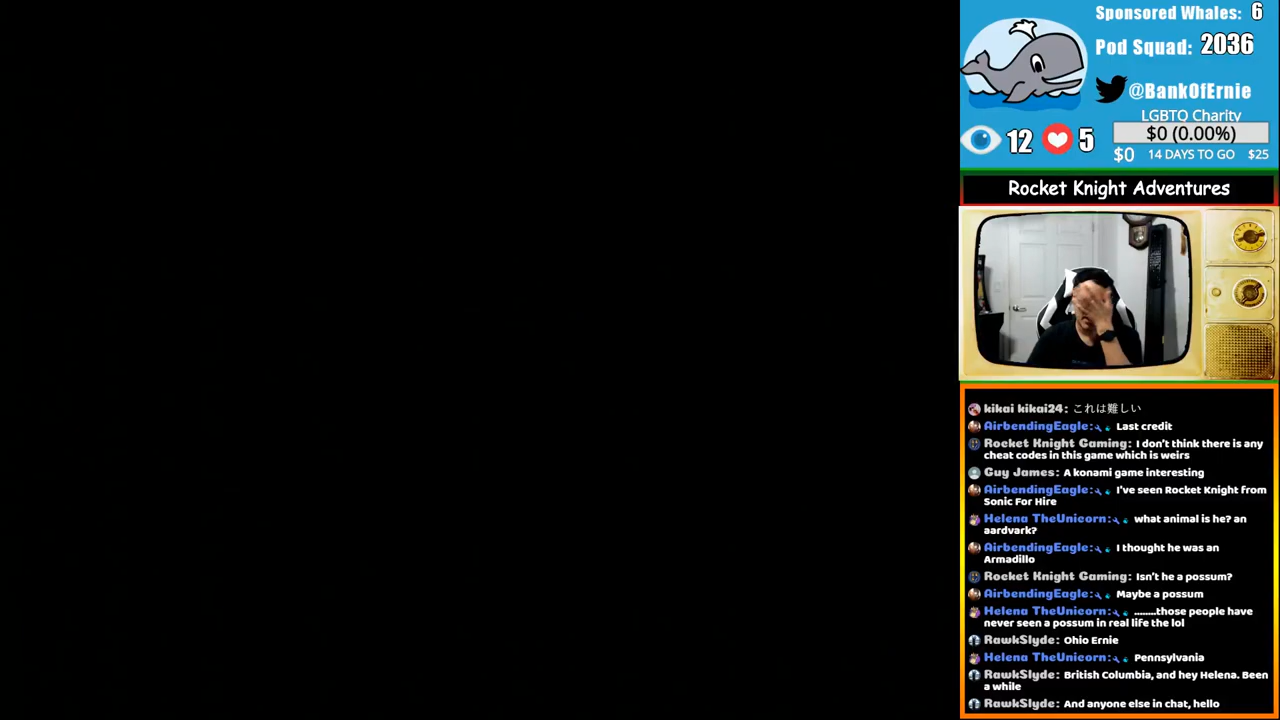 Sponsored Whales: 6
Pod Squad: 2036
@BankOfErnie
LGBTQ Charity
$0 (0.00%)
12 5 $0 14 DAYS TO GO $25
Rocket Knight Adventures
kikai kikai24: これは難しい
AirbendingEagle: Last credit
Rocket Knight Gaming: I don't think there is any
cheat codes in this game which is weirs
Guy James: A konami game interesting
AirbendingEagle: I've seen Rocket Knight from
Sonic For Hire
Helena TheUnicorn: what animal is he? an
aardvark?
AirbendingEagle: I thought he was an
Armadillo
Rocket Knight Gaming: Isn't he a possum?
AirbendingEagle: Maybe a possum
Helena TheUnicorn: ........those people have
never seen a possum in real life the lol
RawkSlyde: Ohio Ernie
Helena TheUnicorn: Pennsylvania
RawkSlyde: British Columbia, and hey Helena. Been
a while
RawkSlyde: And anyone else in chat, hello